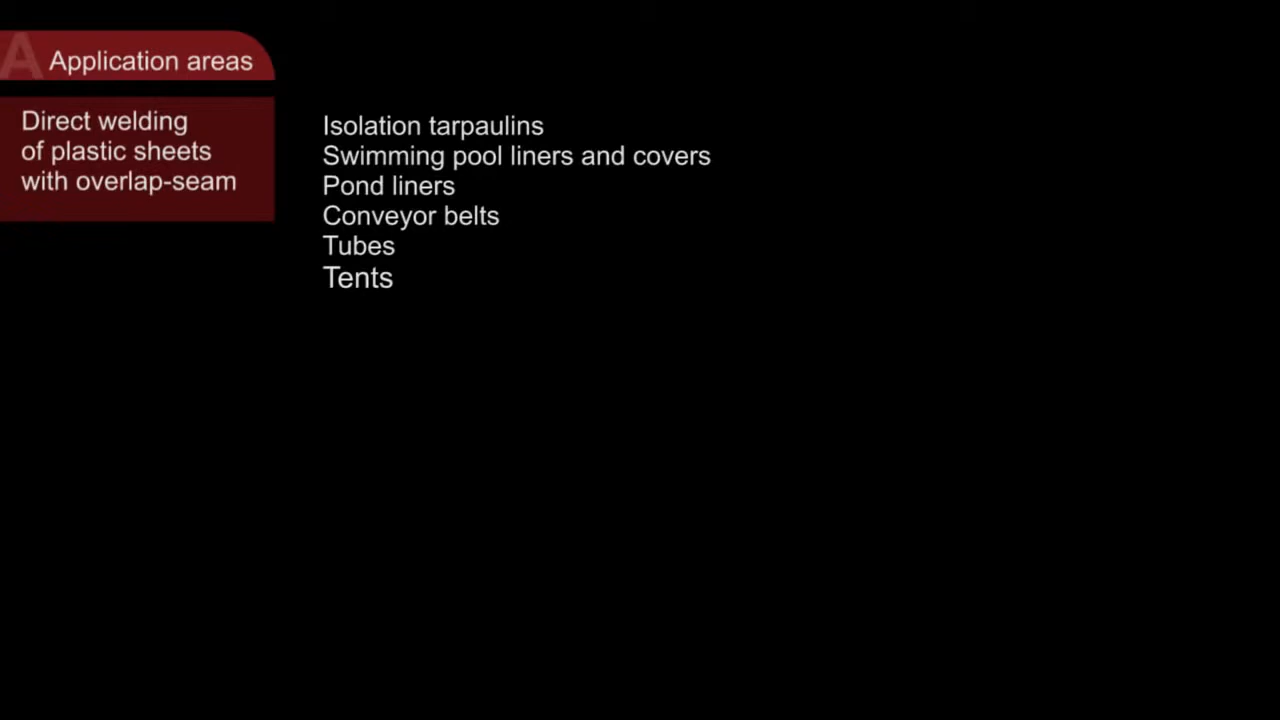 A Application areas
Direct welding
of plastic sheets
with overlap-seam
Isolation tarpaulins
Swimming pool liners and covers
Pond liners
Conveyor belts
Tubes
Tents